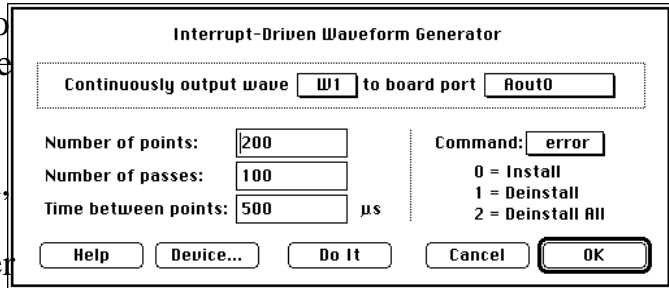 Interrupt-Driven Waveform Generator
Continuously output wave W1 to board port Aout0
Number of points: 200
Number of passes: 100
Time between points: 500 µs
Command: error
0 = Install
1 = Deinstall
2 = Deinstall All
Help Device... Do It Cancel OK